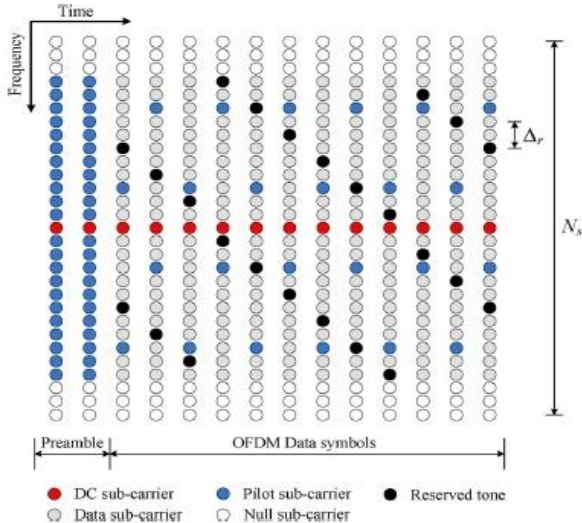 Time
Frequency
Δr
Ns
Preamble
OFDM Data symbols
DC sub-carrier
Pilot sub-carrier
Reserved tone
Data sub-carrier
Null sub-carrier